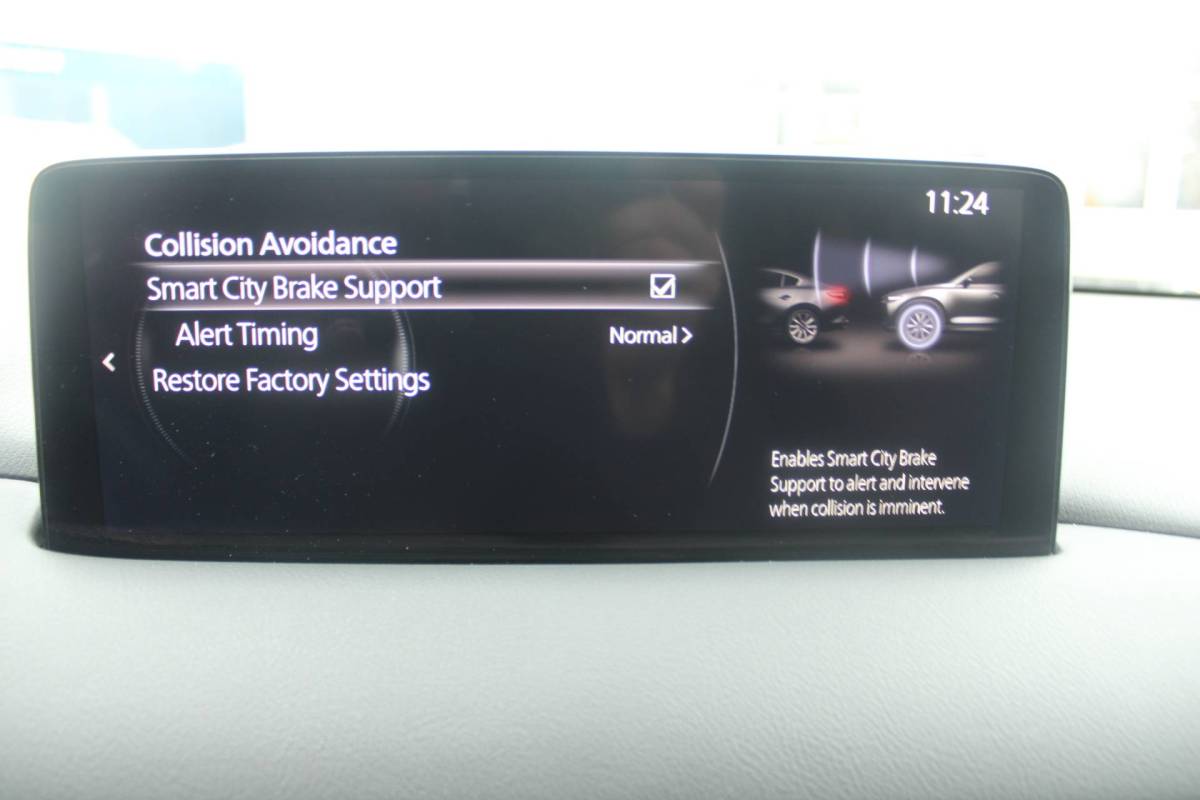 11:24
Collision Avoidance
Smart City Brake Support
Alert Timing Normal >
Restore Factory Settings
Enables Smart City Brake
Support to alert and intervene
when collision is imminent.